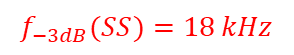 f₋₃dB(SS) = 18 kHz